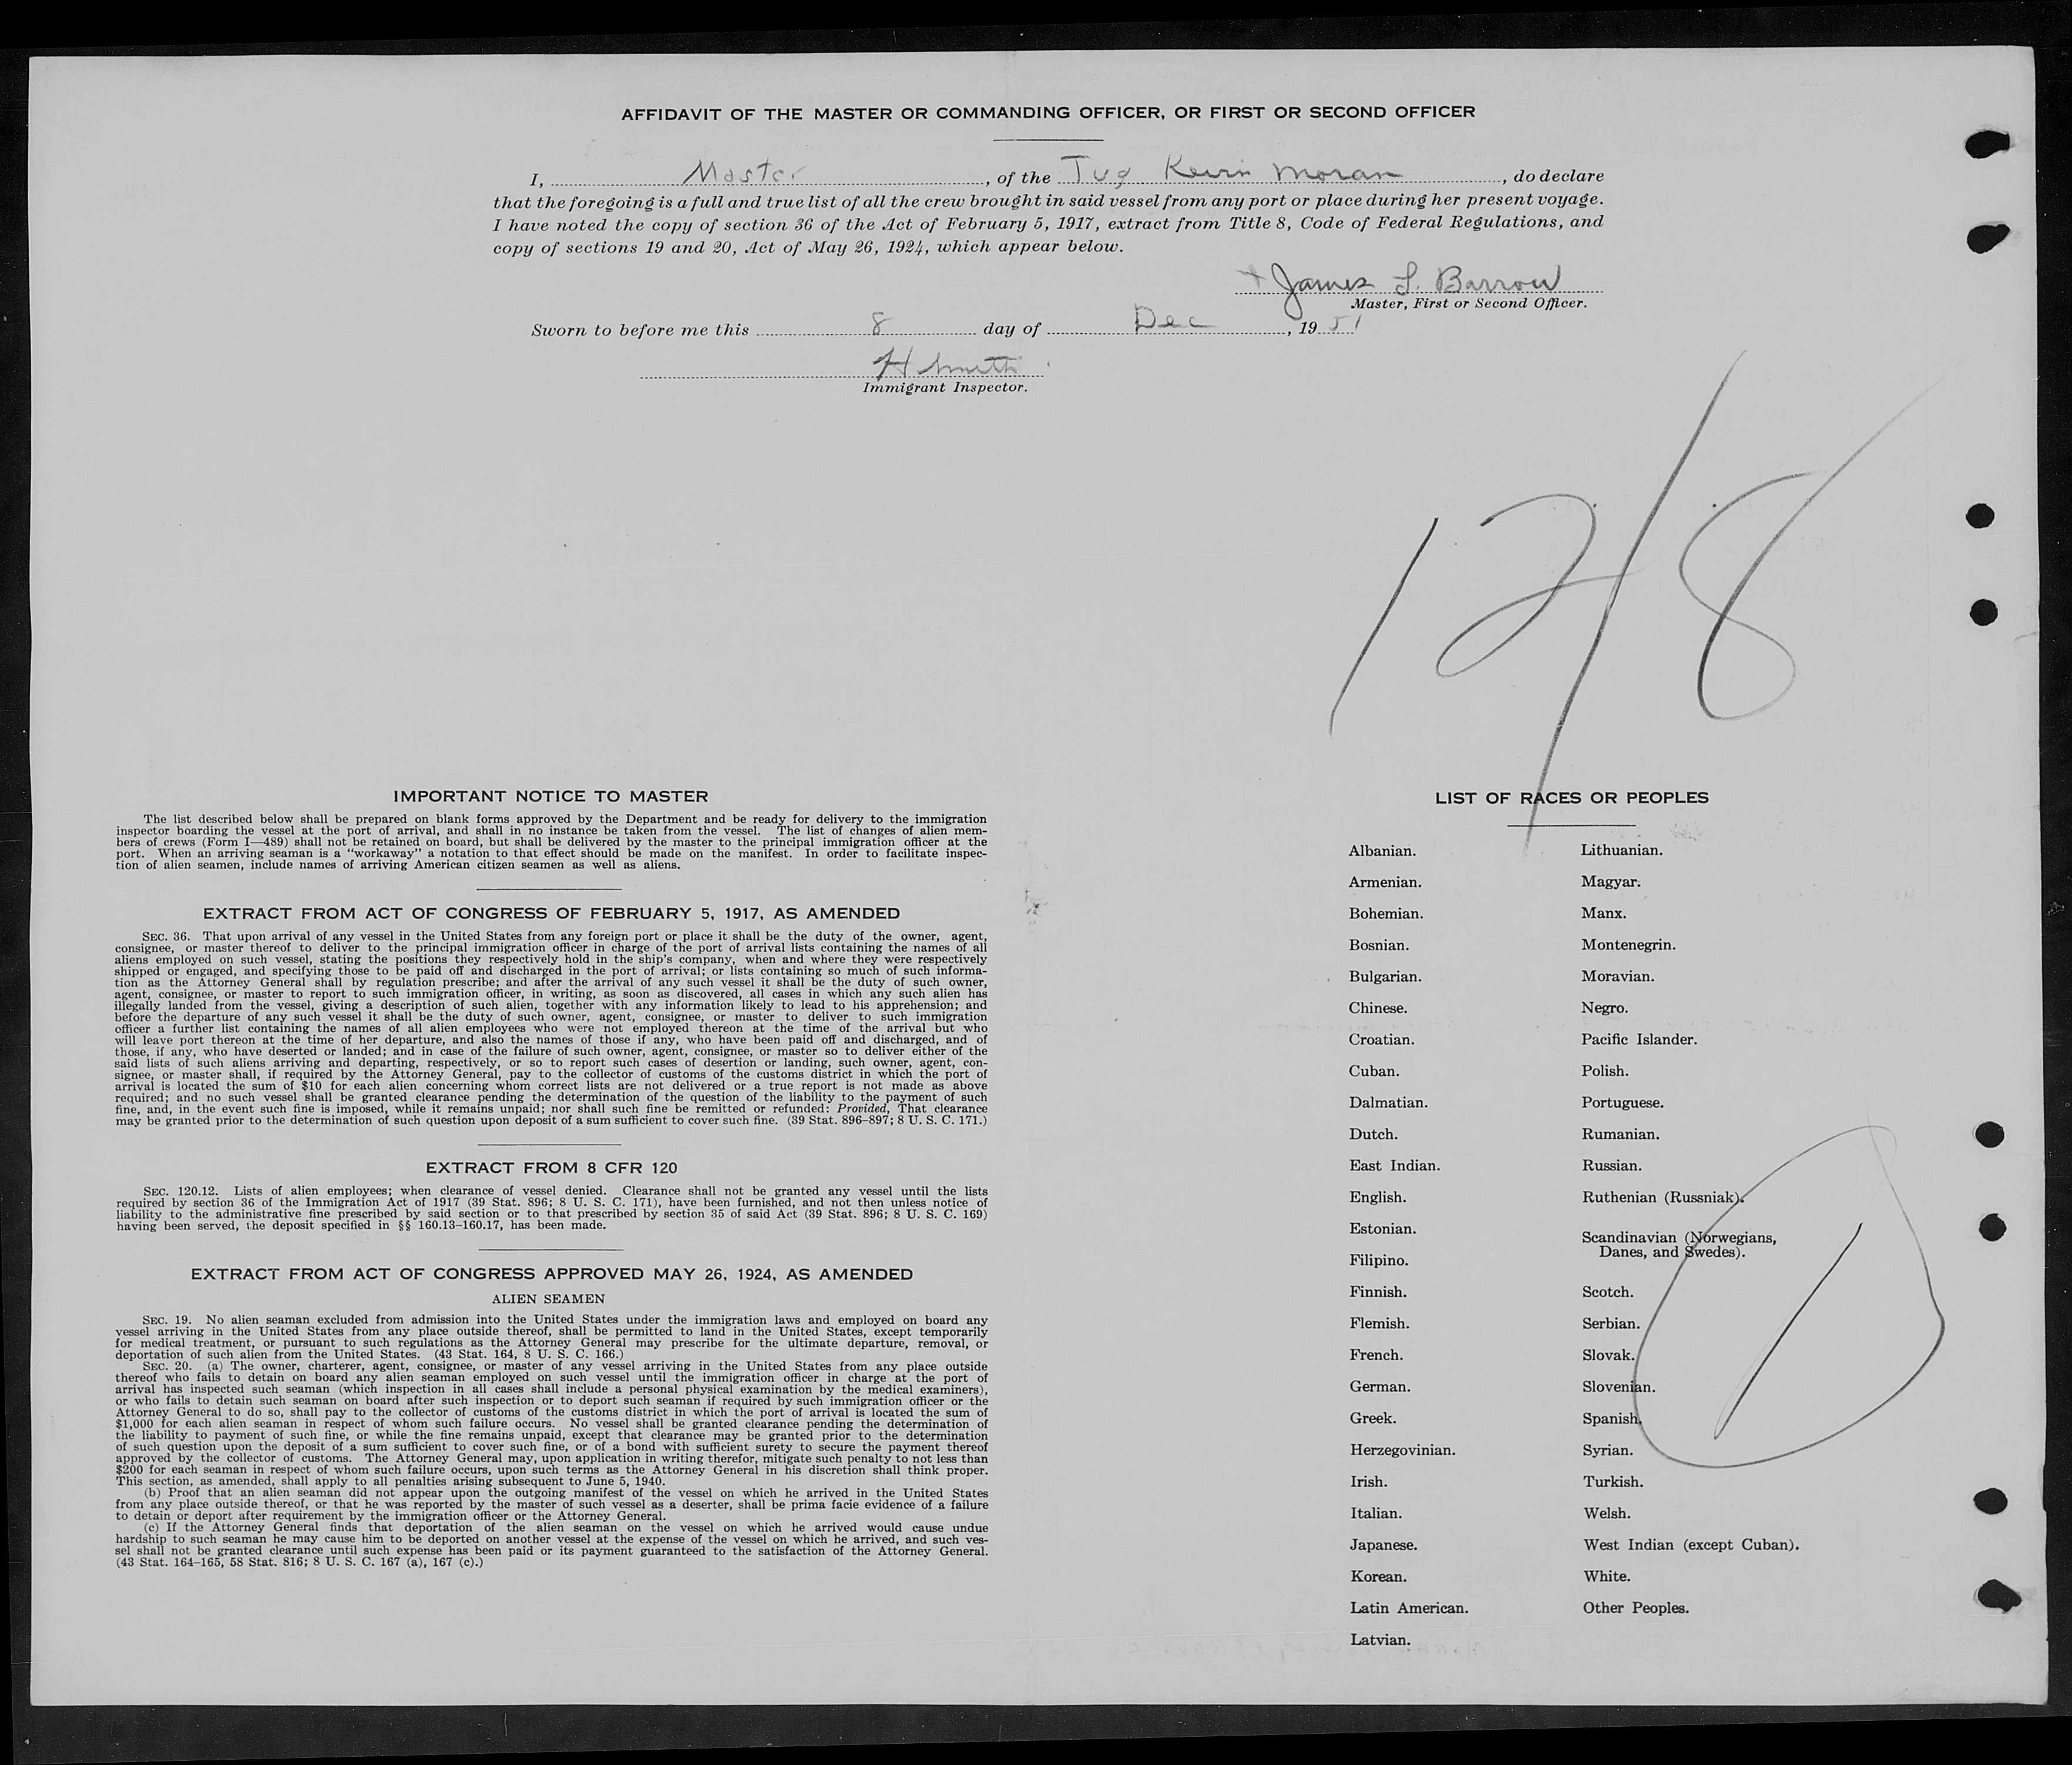 AFFIDAVIT OF THE MASTER OR COMMANDING OFFICER, OR FIRST OR SECOND OFFICER
I, Master, of the Tug Kevin Moran, do declare
that the foregoing is a full and true list of all the crew brought in said vessel from any port or place during her present voyage.
I have noted the copy of section 36 of the Act of February 5, 1917, extract from Title 8, Code of Federal Regulations, and
copy of sections 19 and 20, Act of May 26, 1924, which appear below.
James L. Barrow
Master, First or Second Officer.
Sworn to before me this 8 day of Dec, 1951
H Smith
Immigrant Inspector.
12/8
IMPORTANT NOTICE TO MASTER
The list described below shall be prepared on blank forms approved by the Department and be ready for delivery to the immigration
inspector boarding the vessel at the port of arrival, and shall in no instance be taken from the vessel. The list of changes of alien mem-
bers of crews (Form I—489) shall not be retained on board, but shall be delivered by the master to the principal immigration officer at the
port. When an arriving seaman is a "workaway" a notation to that effect should be made on the manifest. In order to facilitate inspec-
tion of alien seamen, include names of arriving American citizen seamen as well as aliens.
EXTRACT FROM ACT OF CONGRESS OF FEBRUARY 5, 1917, AS AMENDED
SEC. 36. That upon arrival of any vessel in the United States from any foreign port or place it shall be the duty of the owner, agent,
consignee, or master thereof to deliver to the principal immigration officer in charge of the port of arrival lists containing the names of all
aliens employed on such vessel, stating the positions they respectively hold in the ship's company, when and where they were respectively
shipped or engaged, and specifying those to be paid off and discharged in the port of arrival; or lists containing so much of such informa-
tion as the Attorney General shall by regulation prescribe; and after the arrival of any such vessel it shall be the duty of such owner,
agent, consignee, or master to report to such immigration officer, in writing, as soon as discovered, all cases in which any such alien has
illegally landed from the vessel, giving a description of such alien, together with any information likely to lead to his apprehension; and
before the departure of any such vessel it shall be the duty of such owner, agent, consignee, or master to deliver to such immigration
officer a further list containing the names of all alien employees who were not employed thereon at the time of the arrival but who
will leave port thereon at the time of her departure, and also the names of those if any, who have been paid off and discharged, and of
those, if any, who have deserted or landed; and in case of the failure of such owner, agent, consignee, or master so to deliver either of the
said lists of such aliens arriving and departing, respectively, or so to report such cases of desertion or landing, such owner, agent, con-
signee, or master shall, if required by the Attorney General, pay to the collector of customs of the customs district in which the port of
arrival is located the sum of $10 for each alien concerning whom correct lists are not delivered or a true report is not made as above
required; and no such vessel shall be granted clearance pending the determination of the question of the liability to the payment of such
fine, and, in the event such fine is imposed, while it remains unpaid; nor shall such fine be remitted or refunded: Provided, That clearance
may be granted prior to the determination of such question upon deposit of a sum sufficient to cover such fine. (39 Stat. 896–897; 8 U. S. C. 171.)
EXTRACT FROM 8 CFR 120
SEC. 120.12. Lists of alien employees; when clearance of vessel denied. Clearance shall not be granted any vessel until the lists
required by section 36 of the Immigration Act of 1917 (39 Stat. 896; 8 U. S. C. 171), have been furnished, and not then unless notice of
liability to the administrative fine prescribed by said section or to that prescribed by section 35 of said Act (39 Stat. 896; 8 U. S. C. 169)
having been served, the deposit specified in §§ 160.13–160.17, has been made.
EXTRACT FROM ACT OF CONGRESS APPROVED MAY 26, 1924, AS AMENDED
ALIEN SEAMEN
SEC. 19. No alien seaman excluded from admission into the United States under the immigration laws and employed on board any
vessel arriving in the United States from any place outside thereof, shall be permitted to land in the United States, except temporarily
for medical treatment, or pursuant to such regulations as the Attorney General may prescribe for the ultimate departure, removal, or
deportation of such alien from the United States. (43 Stat. 164, 8 U. S. C. 166.)
SEC. 20. (a) The owner, charterer, agent, consignee, or master of any vessel arriving in the United States from any place outside
thereof who fails to detain on board any alien seaman employed on such vessel until the immigration officer in charge at the port of
arrival has inspected such seaman (which inspection in all cases shall include a personal physical examination by the medical examiners),
or who fails to detain such seaman on board after such inspection or to deport such seaman if required by such immigration officer or the
Attorney General to do so, shall pay to the collector of customs of the customs district in which the port of arrival is located the sum of
$1,000 for each alien seaman in respect of whom such failure occurs. No vessel shall be granted clearance pending the determination of
the liability to payment of such fine, or while the fine remains unpaid, except that clearance may be granted prior to the determination
of such question upon the deposit of a sum sufficient to cover such fine, or of a bond with sufficient surety to secure the payment thereof
approved by the collector of customs. The Attorney General may, upon application in writing therefor, mitigate such penalty to not less than
$200 for each seaman in respect of whom such failure occurs, upon such terms as the Attorney General in his discretion shall think proper.
This section, as amended, shall apply to all penalties arising subsequent to June 5, 1940.
(b) Proof that an alien seaman did not appear upon the outgoing manifest of the vessel on which he arrived in the United States
from any place outside thereof, or that he was reported by the master of such vessel as a deserter, shall be prima facie evidence of a failure
to detain or deport after requirement by the immigration officer or the Attorney General.
(c) If the Attorney General finds that deportation of the alien seaman on the vessel on which he arrived would cause undue
hardship to such seaman he may cause him to be deported on another vessel at the expense of the vessel on which he arrived, and such ves-
sel shall not be granted clearance until such expense has been paid or its payment guaranteed to the satisfaction of the Attorney General.
(43 Stat. 164–165, 58 Stat. 816; 8 U. S. C. 167 (a), 167 (c).)
LIST OF RACES OR PEOPLES
Albanian.
Armenian.
Bohemian.
Bosnian.
Bulgarian.
Chinese.
Croatian.
Cuban.
Dalmatian.
Dutch.
East Indian.
English.
Estonian.
Filipino.
Finnish.
Flemish.
French.
German.
Greek.
Herzegovinian.
Irish.
Italian.
Japanese.
Korean.
Latin American.
Latvian.
Lithuanian.
Magyar.
Manx.
Montenegrin.
Moravian.
Negro.
Pacific Islander.
Polish.
Portuguese.
Rumanian.
Russian.
Ruthenian (Russniak).
Scandinavian (Norwegians,
Danes, and Swedes).
Scotch.
Serbian.
Slovak.
Slovenian.
Spanish.
Syrian.
Turkish.
Welsh.
West Indian (except Cuban).
White.
Other Peoples.
1